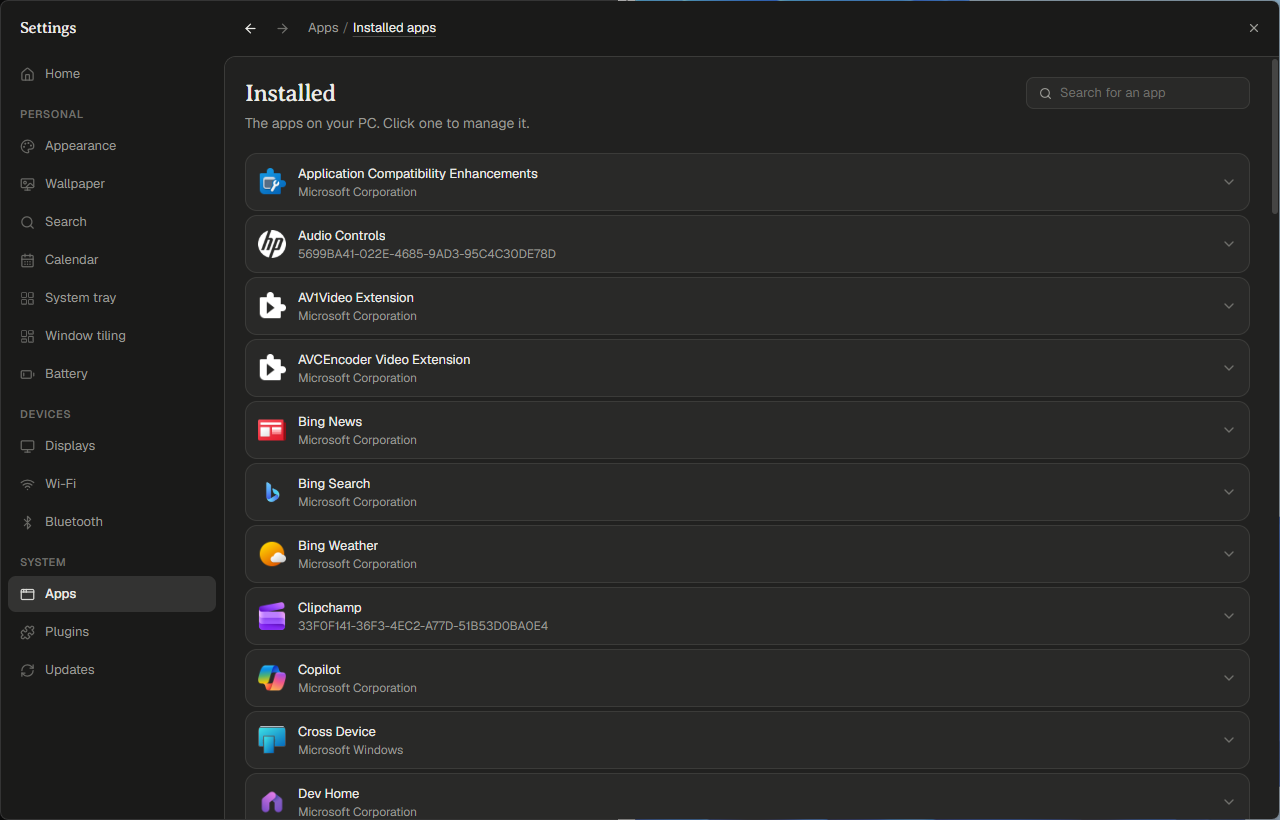 Settings
Apps / Installed apps
Home
PERSONAL
Appearance
Wallpaper
Search
Calendar
System tray
Window tiling
Battery
DEVICES
Displays
Wi-Fi
Bluetooth
SYSTEM
Apps
Plugins
Updates
Installed
Search for an app
The apps on your PC. Click one to manage it.
Application Compatibility Enhancements
Microsoft Corporation
hp
Audio Controls
5699BA41-022E-4685-9AD3-95C4C30DE78D
AV1Video Extension
Microsoft Corporation
AVCEncoder Video Extension
Microsoft Corporation
Bing News
Microsoft Corporation
Bing Search
Microsoft Corporation
Bing Weather
Microsoft Corporation
Clipchamp
33F0F141-36F3-4EC2-A77D-51B53D0BA0E4
Copilot
Microsoft Corporation
Cross Device
Microsoft Windows
Dev Home
Microsoft Corporation